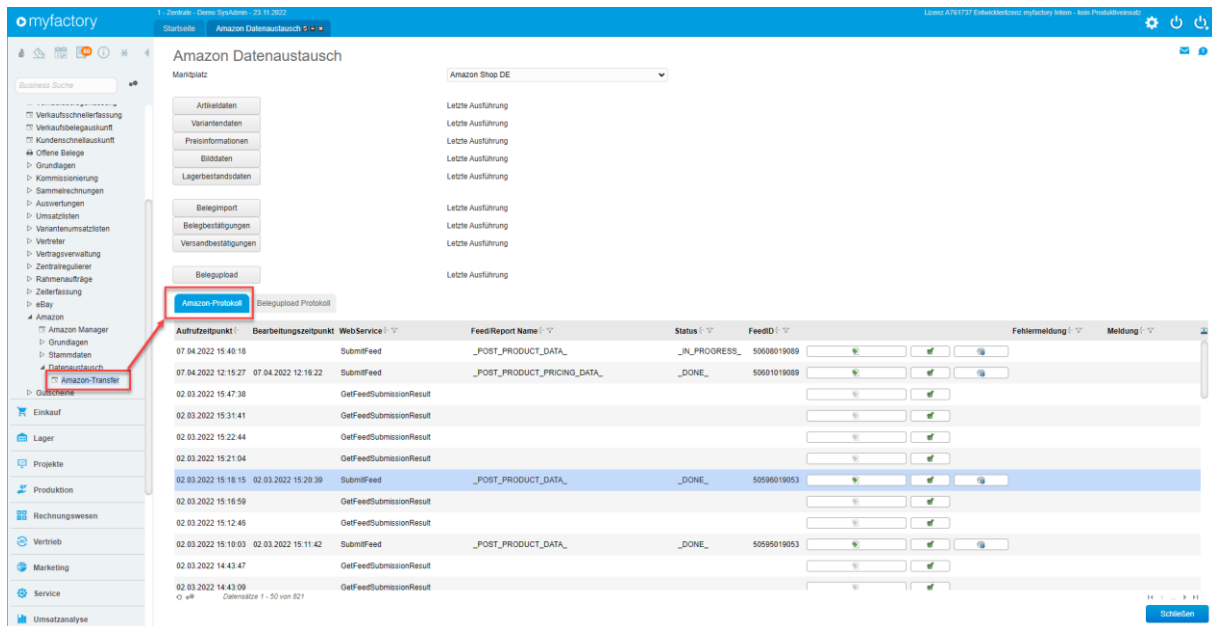 myfactory
1 - Zentrale - Demo SysAdmin - 23.11.2022
Lizenz A761737 Entwicklerlizenz myfactory intern - kein Produktiveinsatz
Startseite
Amazon Datenaustausch
Business Suche
Verkaufsschnellerfassung
Verkaufsbelegauskunft
Kundenschnellauskunft
Offene Belege
Grundlagen
Kommissionierung
Sammelrechnungen
Auswertungen
Umsatzlisten
Variantenumsatzlisten
Vertreter
Vertragsverwaltung
Zentralregulierer
Rahmenaufträge
Zeiterfassung
eBay
Amazon
Amazon Manager
Grundlagen
Stammdaten
Datenaustausch
Amazon-Transfer
Gutscheine
Einkauf
Lager
Projekte
Produktion
Rechnungswesen
Vertrieb
Marketing
Service
Umsatzanalyse
Amazon Datenaustausch
Marktplatz Amazon Shop DE
Artikeldaten Letzte Ausführung
Variantendaten Letzte Ausführung
Preisinformationen Letzte Ausführung
Bilddaten Letzte Ausführung
Lagerbestandsdaten Letzte Ausführung
Belegimport Letzte Ausführung
Belegbestätigungen Letzte Ausführung
Versandbestätigungen Letzte Ausführung
Belegupload Letzte Ausführung
Amazon-Protokoll Belegupload Protokoll
Aufrufzeitpunkt Bearbeitungszeitpunkt WebService Feed/Report Name Status FeedID Fehlermeldung Meldung
07.04.2022 15:40:18 SubmitFeed _POST_PRODUCT_DATA_ _IN_PROGRESS_ 50608019089
07.04.2022 12:15:27 07.04.2022 12:16:22 SubmitFeed _POST_PRODUCT_PRICING_DATA_ _DONE_ 50601019089
02.03.2022 15:47:38 GetFeedSubmissionResult
02.03.2022 15:31:41 GetFeedSubmissionResult
02.03.2022 15:22:44 GetFeedSubmissionResult
02.03.2022 15:21:04 GetFeedSubmissionResult
02.03.2022 15:18:15 02.03.2022 15:20:39 SubmitFeed _POST_PRODUCT_DATA_ _DONE_ 50596019053
02.03.2022 15:16:59 GetFeedSubmissionResult
02.03.2022 15:12:46 GetFeedSubmissionResult
02.03.2022 15:10:03 02.03.2022 15:11:42 SubmitFeed _POST_PRODUCT_DATA_ _DONE_ 50595019053
02.03.2022 14:43:47 GetFeedSubmissionResult
02.03.2022 14:43:09 GetFeedSubmissionResult
Datensätze 1 - 50 von 821
Schließen